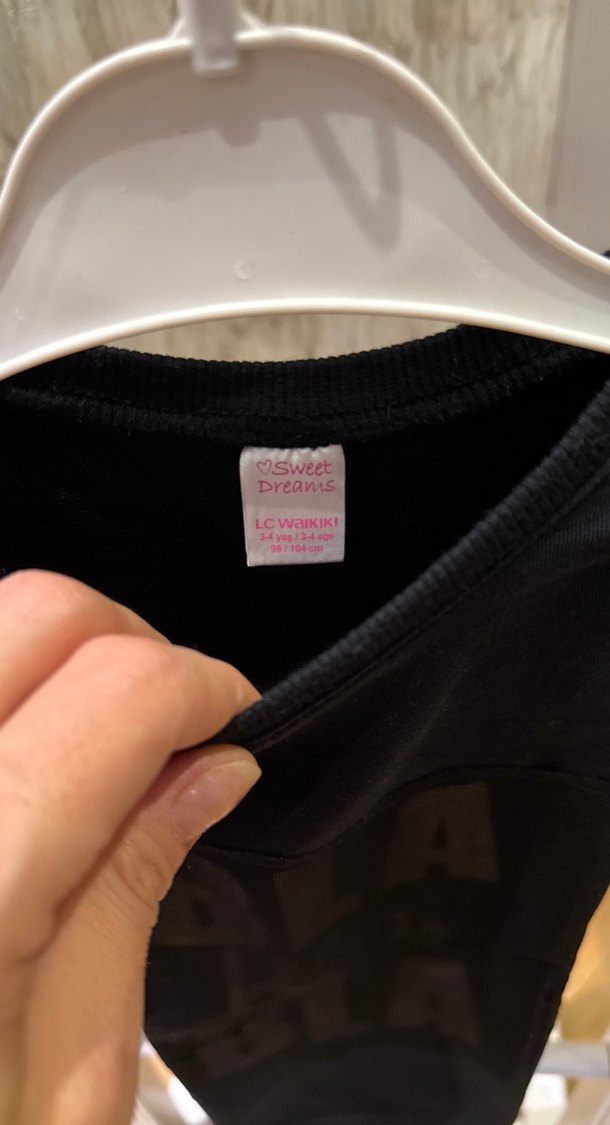 ♡Sweet
Dreams
LC WAIKIKI
3-4 yaş / 3-4 age
98 / 104 cm